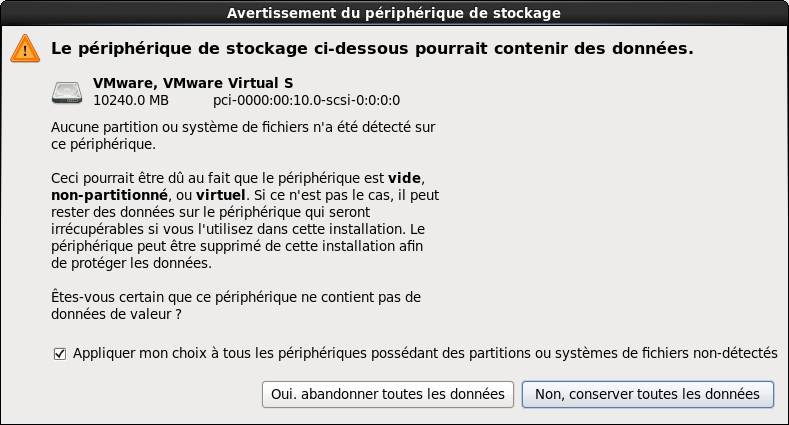 Avertissement du périphérique de stockage
Le périphérique de stockage ci-dessous pourrait contenir des données.
VMware, VMware Virtual S
10240.0 MB pci-0000:00:10.0-scsi-0:0:0:0
Aucune partition ou système de fichiers n'a été détecté sur
ce périphérique.
Ceci pourrait être dû au fait que le périphérique est vide,
non-partitionné, ou virtuel. Si ce n'est pas le cas, il peut
rester des données sur le périphérique qui seront
irrécupérables si vous l'utilisez dans cette installation. Le
périphérique peut être supprimé de cette installation afin
de protéger les données.
Êtes-vous certain que ce périphérique ne contient pas de
données de valeur ?
Appliquer mon choix à tous les périphériques possédant des partitions ou systèmes de fichiers non-détectés
Oui. abandonner toutes les données Non, conserver toutes les données